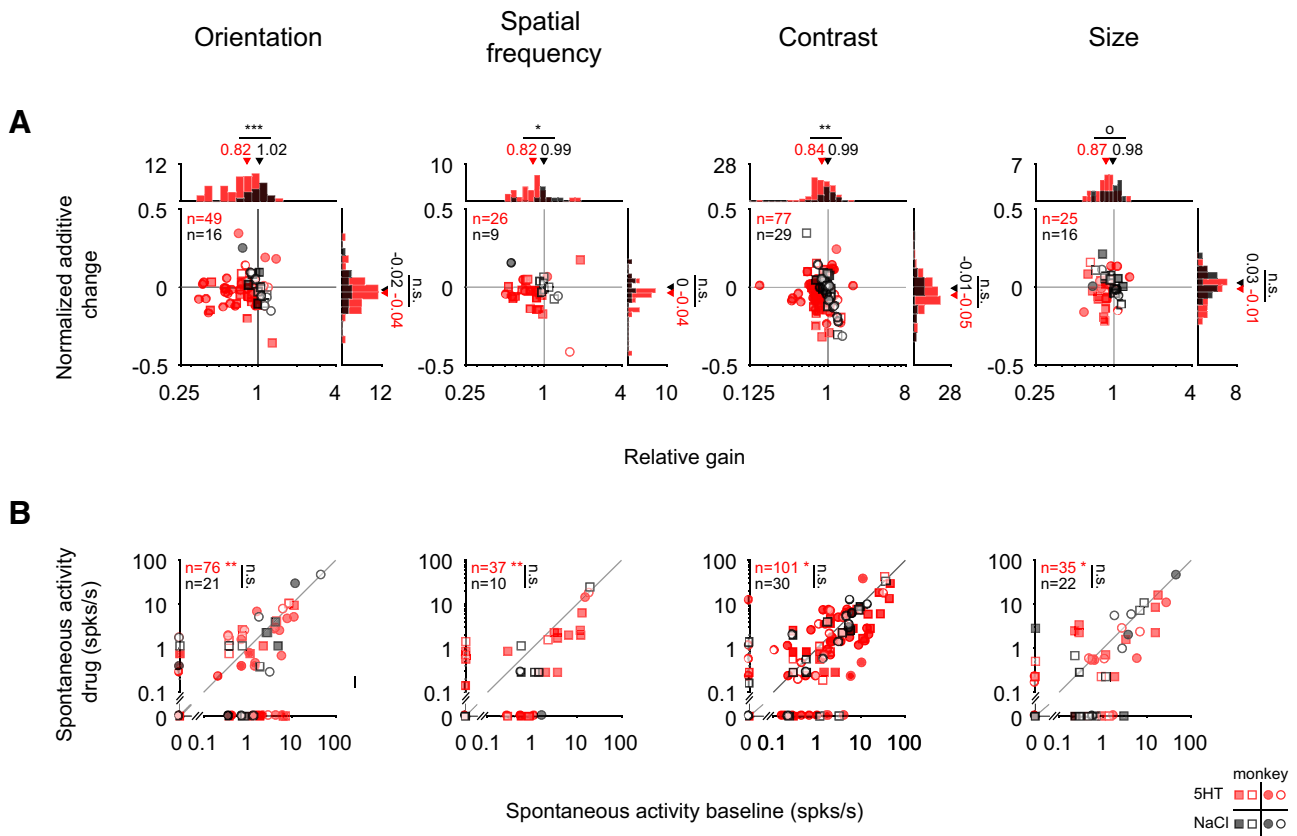 Orientation
Spatial
frequency
Contrast
Size
A
***
0.82 1.02
*
0.82 0.99
**
0.84 0.99
o
0.87 0.98
12
10
28
7
0.5
n=49
n=16
0.5
n=26
n=9
0.5
n=77
n=29
0.5
n=25
n=16
Normalized additive
change
0
0
0
0
-0.02 -0.04
n.s.
0 -0.04
n.s.
-0.01 -0.05
n.s.
0.03 -0.01
n.s.
-0.5
-0.5
-0.5
-0.5
0.25 1 4 12
0.25 1 4 10
0.125 1 8 28
0.25 1 4 8
Relative gain
B
Spontaneous activity
drug (spks/s)
100
n=76 **
n=21
n.s.
10
1
0.1
0
0 0.1 1 10 100
100
n=37 **
n=10
n.s.
10
1
0.1
0
0 0.1 1 10 100
100
n=101 *
n=30
n.s.
10
1
0.1
0
0 0.1 1 10 100
100
n=35 *
n=22
n.s.
10
1
0.1
0
0 0.1 1 10 100
Spontaneous activity baseline (spks/s)
monkey
5HT
NaCl